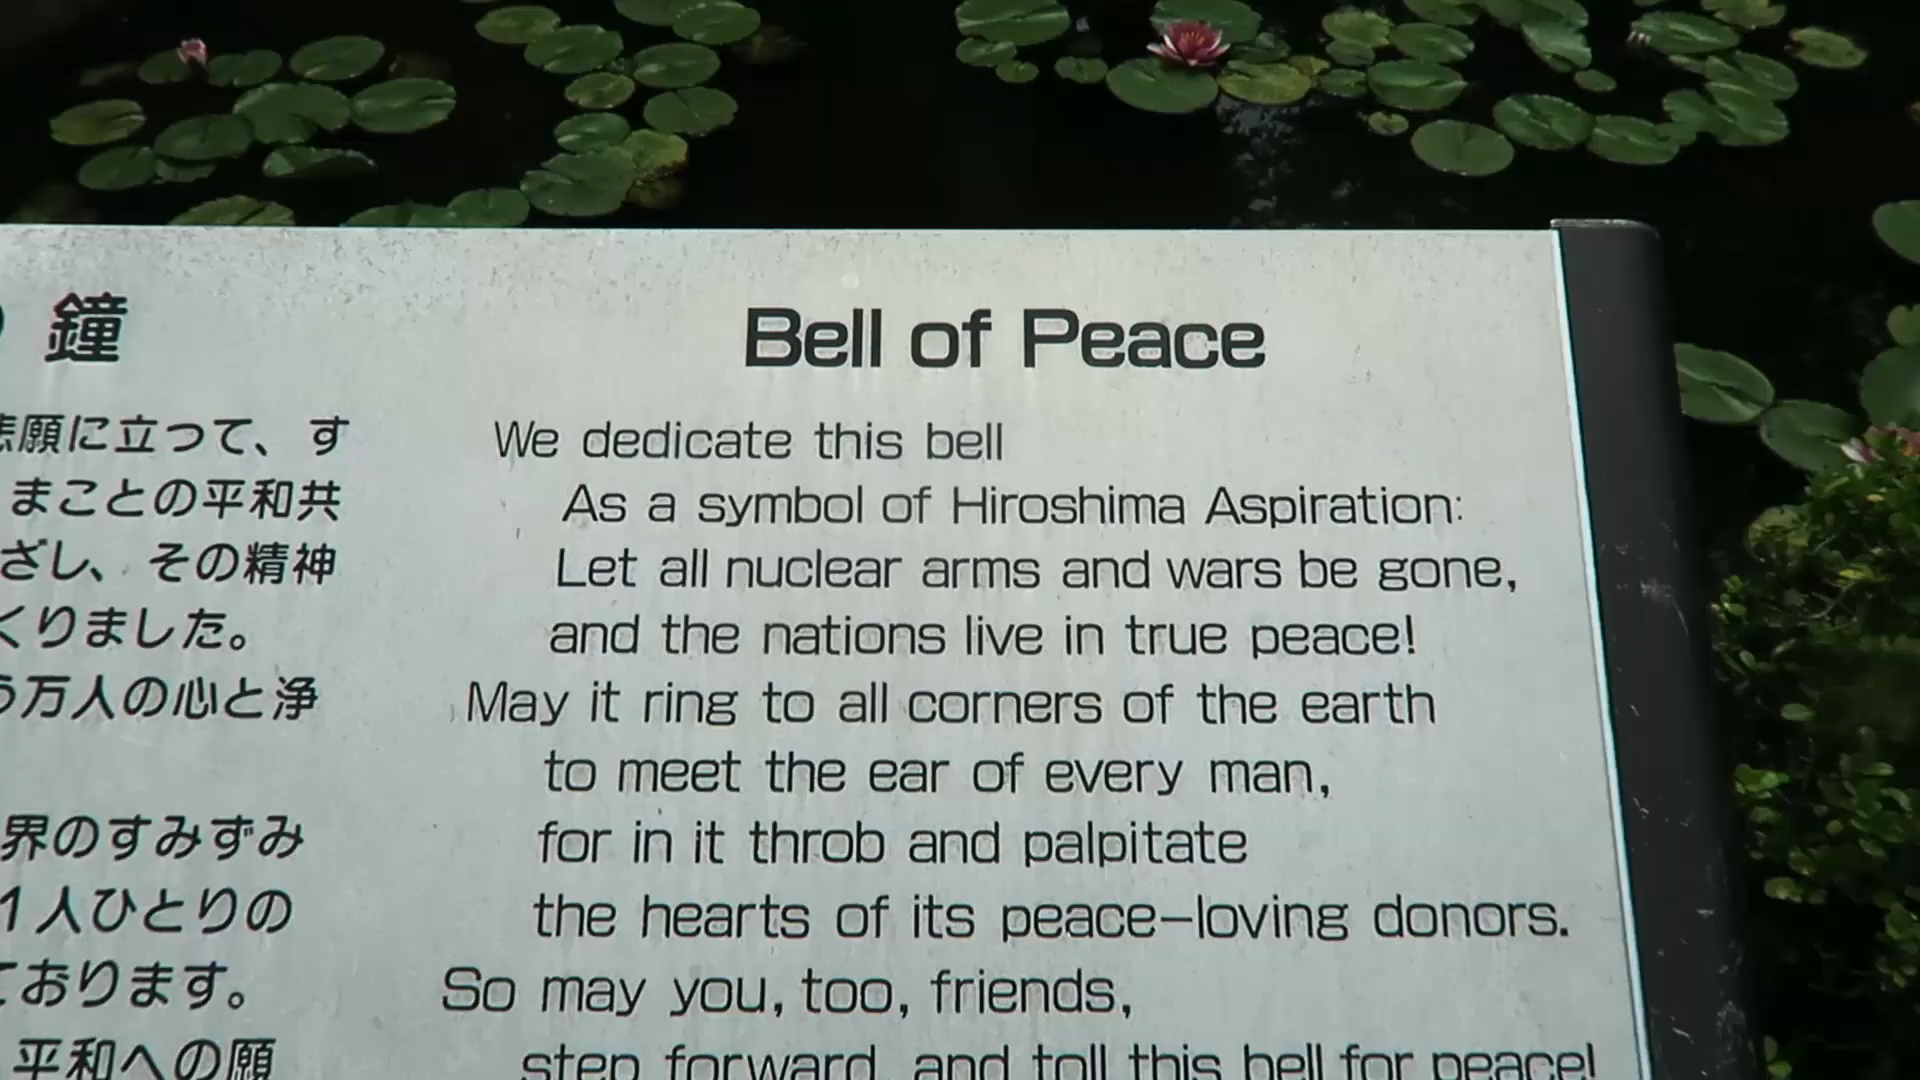 鐘
願に立つて、す
まことの平和共
ざし、その精神
くりました。
う万人の心と浄
界のすみずみ
1人ひとりの
ております。
平和への願
Bell of Peace
We dedicate this bell
As a symbol of Hiroshima Aspiration:
Let all nuclear arms and wars be gone,
and the nations live in true peace!
May it ring to all corners of the earth
to meet the ear of every man,
for in it throb and palpitate
the hearts of its peace-loving donors.
So may you, too, friends,
step forward, and toll this bell for peace!